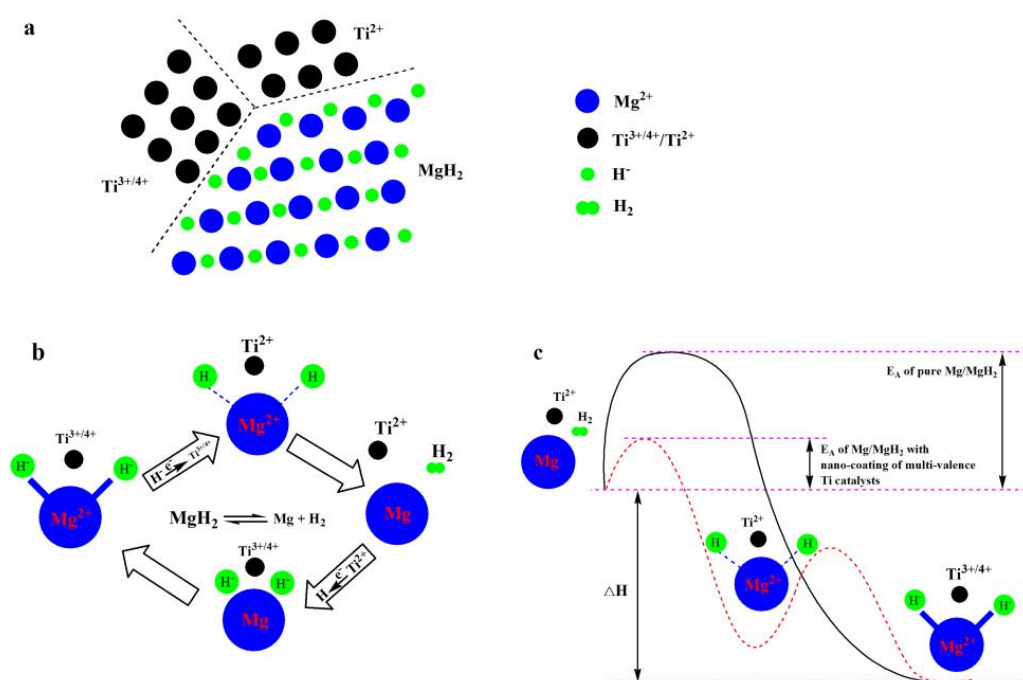 a
Ti²⁺
Ti³⁺/⁴⁺
MgH₂
Mg²⁺
Ti³⁺/⁴⁺/Ti²⁺
H⁻
H₂
b
Ti²⁺
H
H
Mg²⁺
Ti³⁺/⁴⁺
H⁻
H⁻
Mg²⁺
H⁻ e⁻ Ti³⁺/⁴⁺
Ti²⁺
H₂
Mg
MgH₂ ⇌ Mg + H₂
Ti³⁺/⁴⁺
H⁻
H⁻
Mg
H e⁻ Ti²⁺
c
Ti²⁺
H₂
Mg
E_A of pure Mg/MgH₂
E_A of Mg/MgH₂ with
nano-coating of multi-valence
Ti catalysts
△H
Ti²⁺
H
H
Mg²⁺
Ti³⁺/⁴⁺
H⁻
H⁻
Mg²⁺